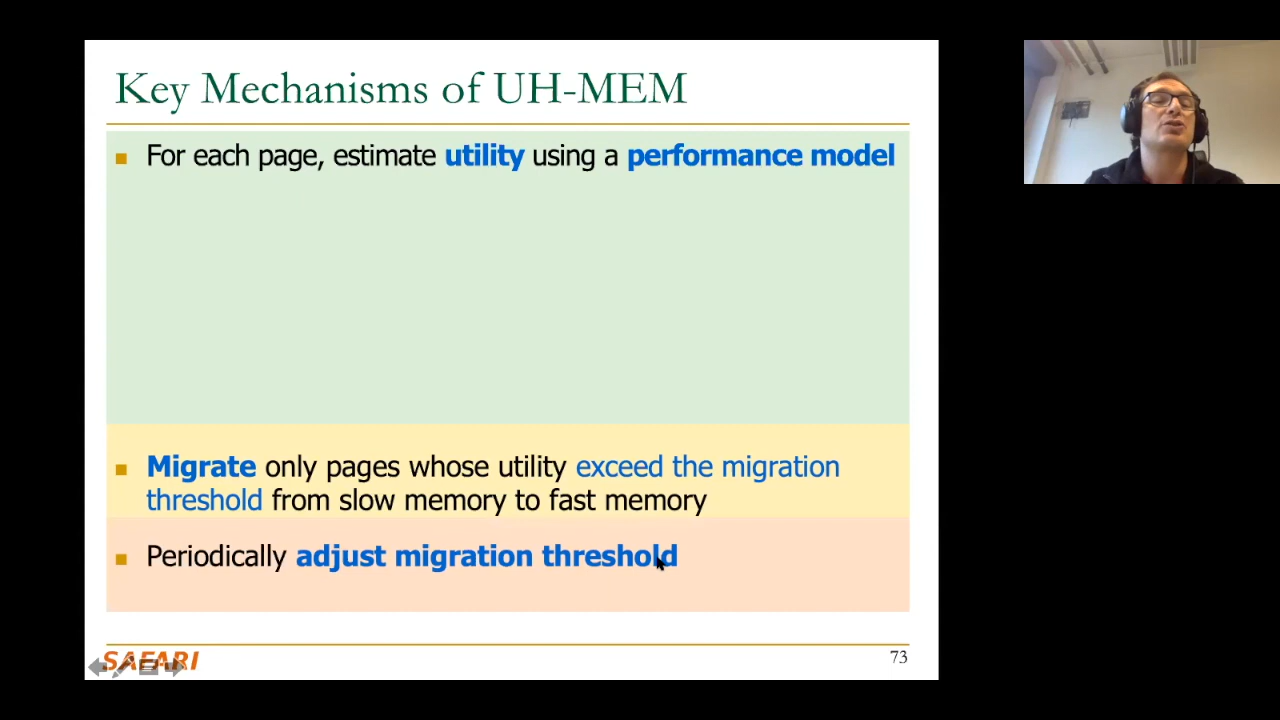 Key Mechanisms of UH-MEM
For each page, estimate utility using a performance model
Migrate only pages whose utility exceed the migration
threshold from slow memory to fast memory
Periodically adjust migration threshold
SAFARI
73